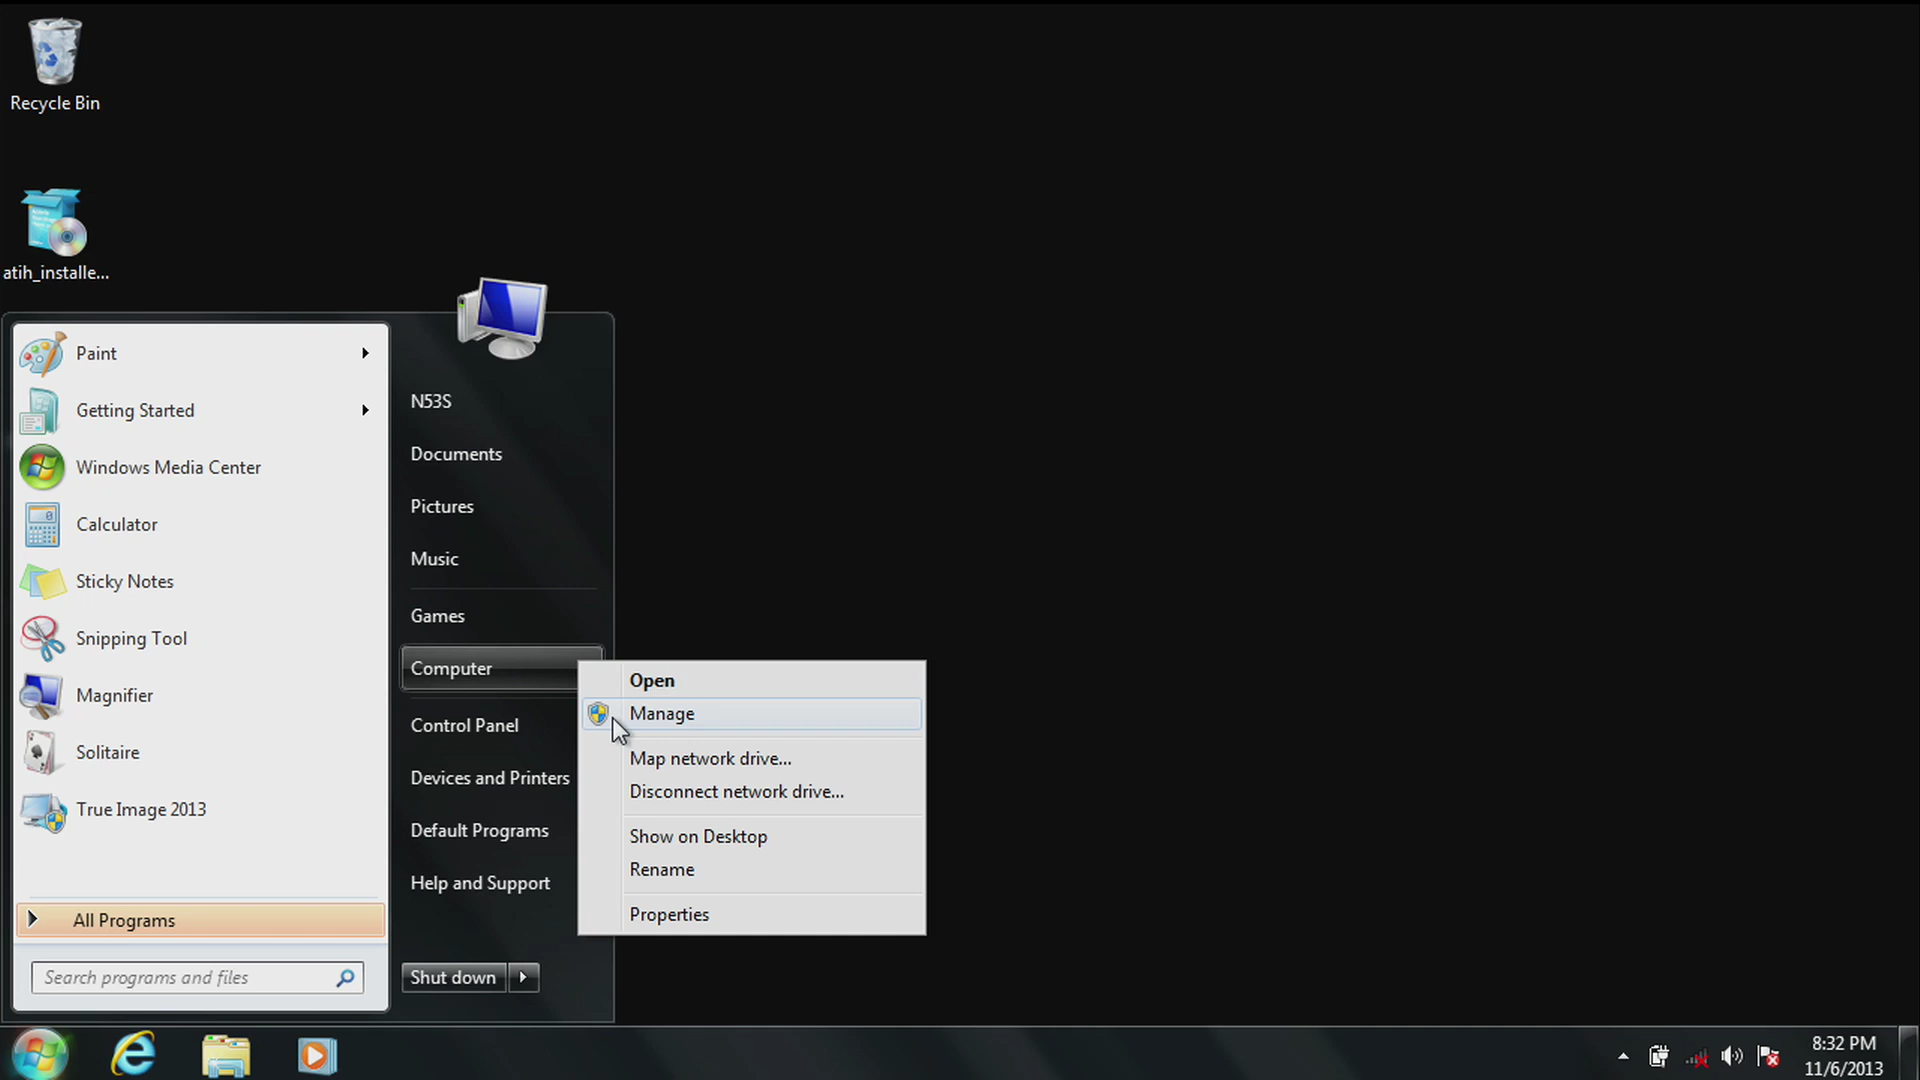 Recycle Bin
atih_installe...
Paint
Getting Started
Windows Media Center
Calculator
Sticky Notes
Snipping Tool
Magnifier
Solitaire
True Image 2013
All Programs
Search programs and files
N53S
Documents
Pictures
Music
Games
Computer
Control Panel
Devices and Printers
Default Programs
Help and Support
Shut down
Open
Manage
Map network drive...
Disconnect network drive...
Show on Desktop
Rename
Properties
8:32 PM
11/6/2013